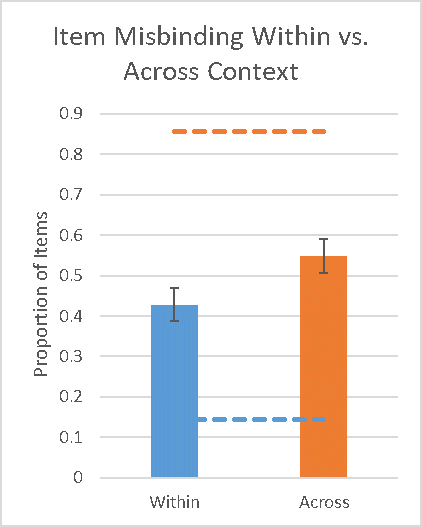 Item Misbinding Within vs.
Across Context
Proportion of Items
0.9
0.8
0.7
0.6
0.5
0.4
0.3
0.2
0.1
0
Within
Across